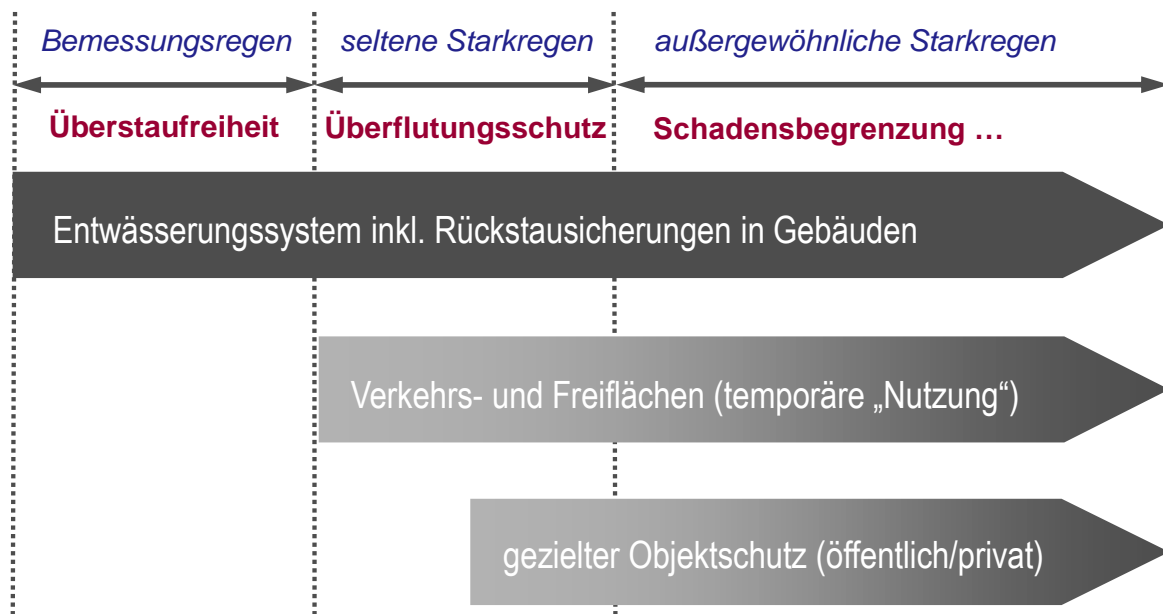 Bemessungsregen
seltene Starkregen
außergewöhnliche Starkregen
Überstaufreiheit
Überflutungsschutz
Schadensbegrenzung …
Entwässerungssystem inkl. Rückstausicherungen in Gebäuden
Verkehrs- und Freiflächen (temporäre „Nutzung“)
gezielter Objektschutz (öffentlich/privat)